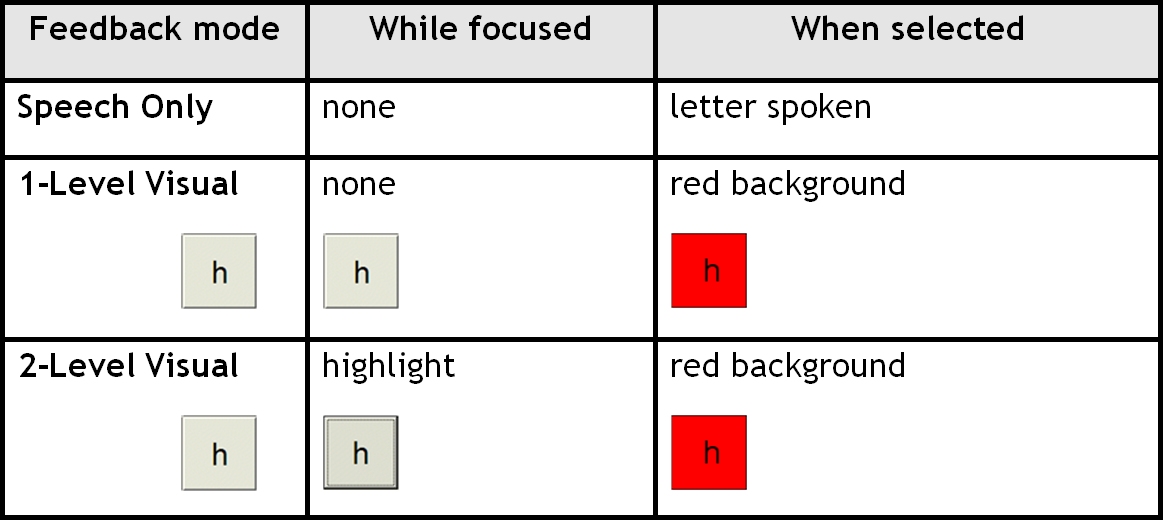 Feedback mode While focused When selected
Speech Only none letter spoken
1-Level Visual none red background
h h h
2-Level Visual highlight red background
h h h